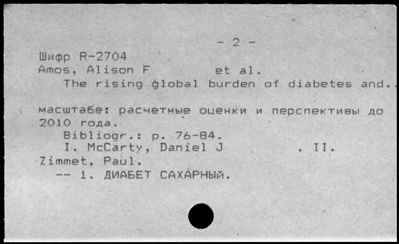 - 2 -
Шифр R-2704
Amos, Alison F et al.
The rising global burden of diabetes and..
масштабе: расчетные оценки и перспективы до
2010 года.
Bibliogr.: p. 76-84.
I. McCarty, Daniel J . II.
Zimmet, Paul.
-- 1. ДИАБЕТ САХАРНЫЙ.